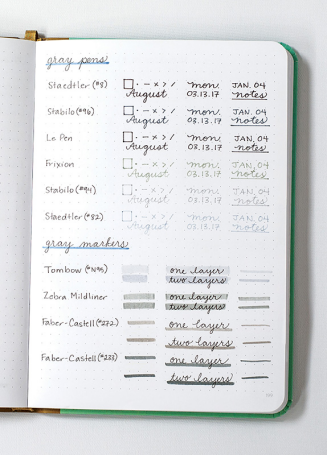 gray pens
Staedtler (#8) □ · – × > / mon. JAN. 04
August 03.13.17 notes
Stabilo (#96) □ · – × > / mon. JAN. 04
August 03.13.17 notes
Le Pen □ · – × > / mon. JAN. 04
August 03.13.17 notes
Frixion □ · – × > / mon. JAN. 04
August 03.13.17 notes
Stabilo (#94) □ · – × > / mon. JAN. 04
August 03.13.17 notes
Staedtler (#82) □ · – × > / mon. JAN. 04
August 03.13.17 notes
gray markers
Tombow (#N95) one layer
two layers
Zebra Mildliner one layer
two layers
Faber-Castell (#272) one layer
two layers
Faber-Castell (#233) one layer
two layers